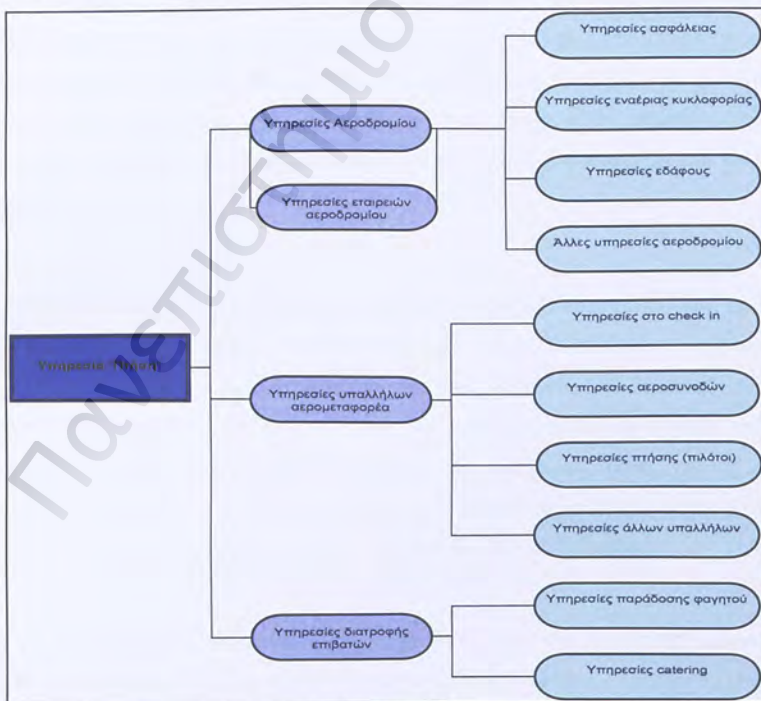 Υπηρεσίες ασφάλειας
Υπηρεσίες εναέριας κυκλοφορίας
Υπηρεσίες Αεροδρομίου
Υπηρεσίες εδάφους
Υπηρεσίες εταιρειών
αεροδρομίου
Άλλες υπηρεσίες αεροδρομίου
Υπηρεσίες στο check in
Υπηρεσίες υπαλλήλων
αερομεταφορέα
Υπηρεσίες αεροσυνοδών
Υπηρεσίες πτήσης (πιλότοι)
Υπηρεσίες άλλων υπαλλήλων
Υπηρεσίες παράδοσης φαγητού
Υπηρεσίες διατροφής
επιβατών
Υπηρεσίες catering
Πανεπιστήμιο